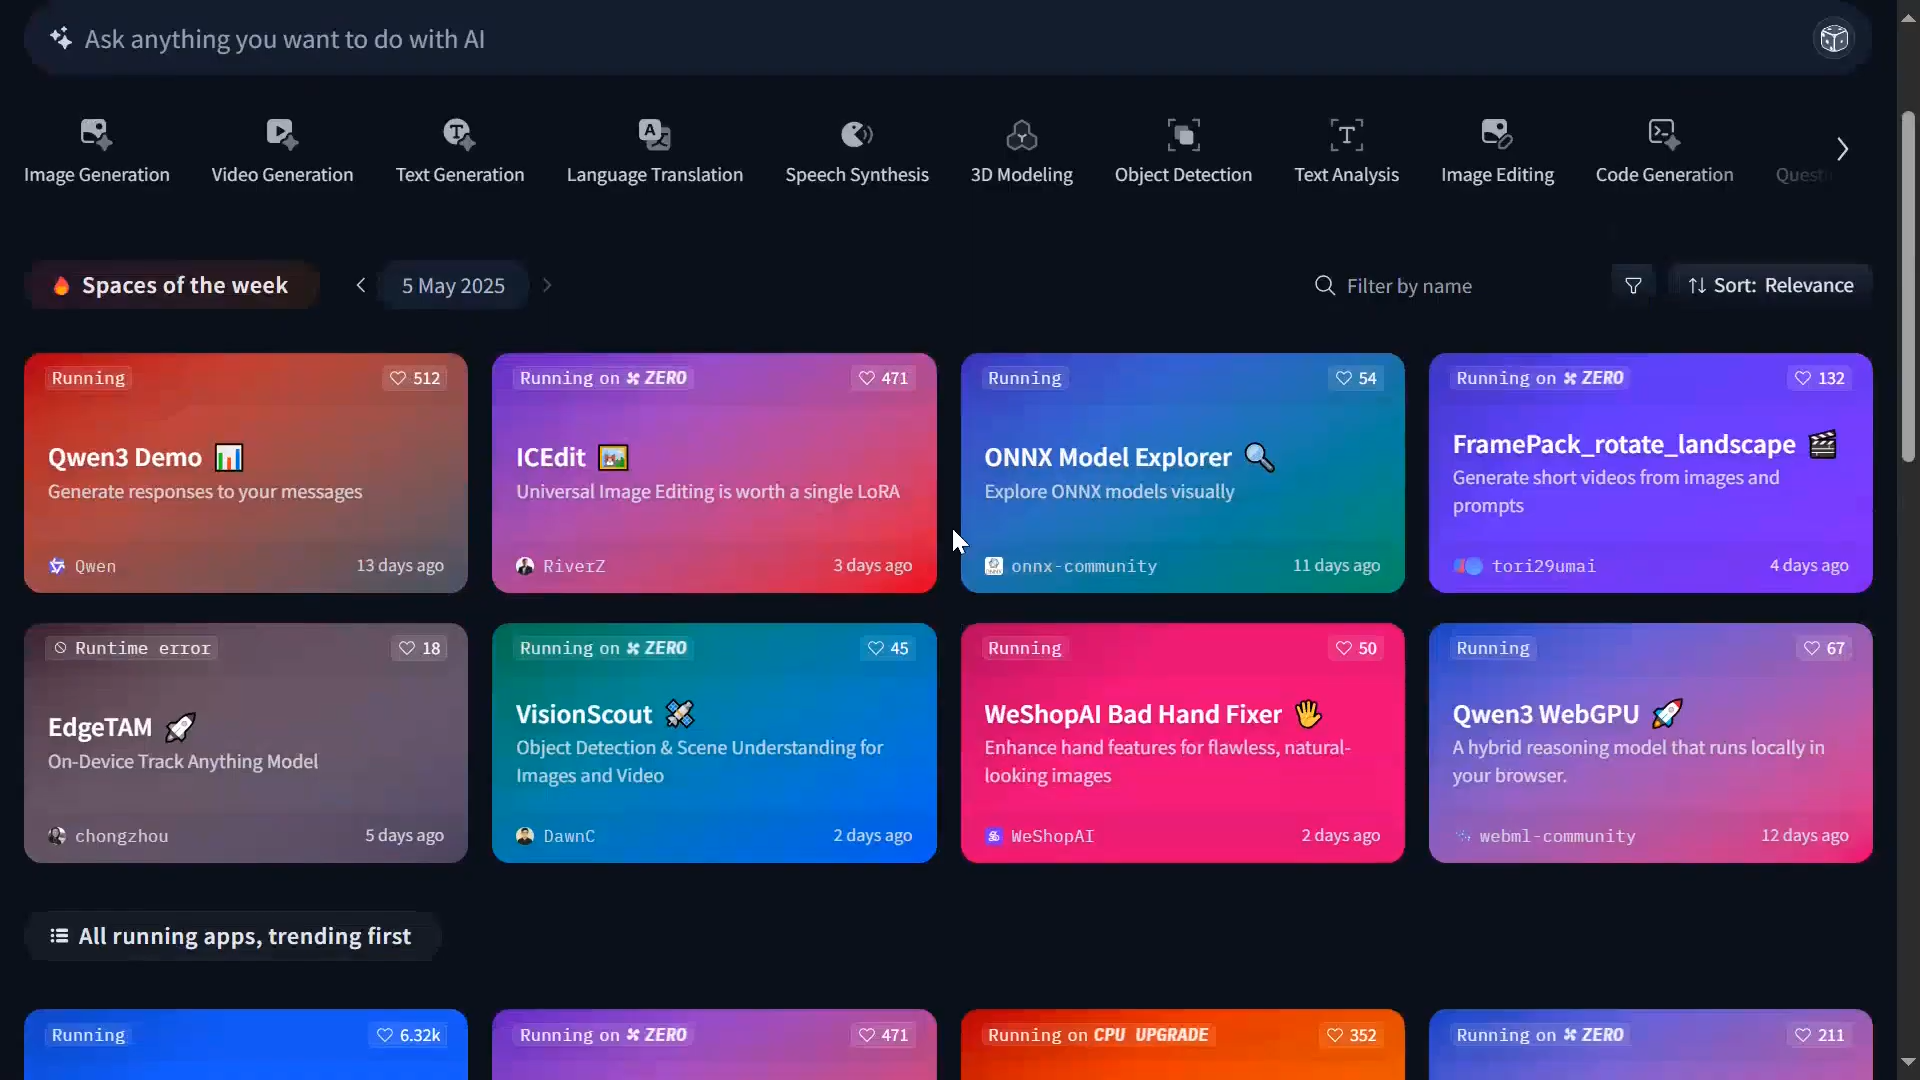 Ask anything you want to do with AI
Image Generation
Video Generation
Text Generation
Language Translation
Speech Synthesis
3D Modeling
Object Detection
Text Analysis
Image Editing
Code Generation
Quest
Spaces of the week
5 May 2025
Filter by name
Sort: Relevance
Running
512
Qwen3 Demo
Generate responses to your messages
Qwen
13 days ago
Running on ZERO
471
ICEdit
Universal Image Editing is worth a single LoRA
RiverZ
3 days ago
Running
54
ONNX Model Explorer
Explore ONNX models visually
onnx-community
11 days ago
Running on ZERO
132
FramePack_rotate_landscape
Generate short videos from images and
prompts
tori29umai
4 days ago
Runtime error
18
EdgeTAM
On-Device Track Anything Model
chongzhou
5 days ago
Running on ZERO
45
VisionScout
Object Detection & Scene Understanding for
Images and Video
DawnC
2 days ago
Running
50
WeShopAI Bad Hand Fixer
Enhance hand features for flawless, natural-
looking images
WeShopAI
2 days ago
Running
67
Qwen3 WebGPU
A hybrid reasoning model that runs locally in
your browser.
webml-community
12 days ago
All running apps, trending first
Running
6.32k
Running on ZERO
471
Running on CPU UPGRADE
352
Running on ZERO
211